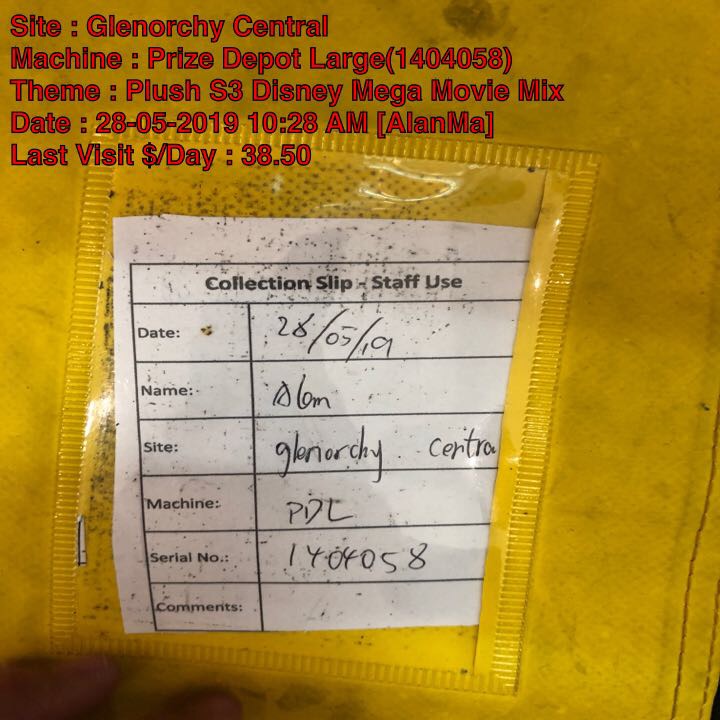 Site : Glenorchy Central
Machine : Prize Depot Large(1404058)
Theme : Plush S3 Disney Mega Movie Mix
Date : 28-05-2019 10:28 AM [AlanMa]
Last Visit $/Day : 38.50
Collection Slip - Staff Use
Date: 28/05/19
Name: Alan
Site: glenorchy centra
Machine: PDL
Serial No.: 1404058
Comments: